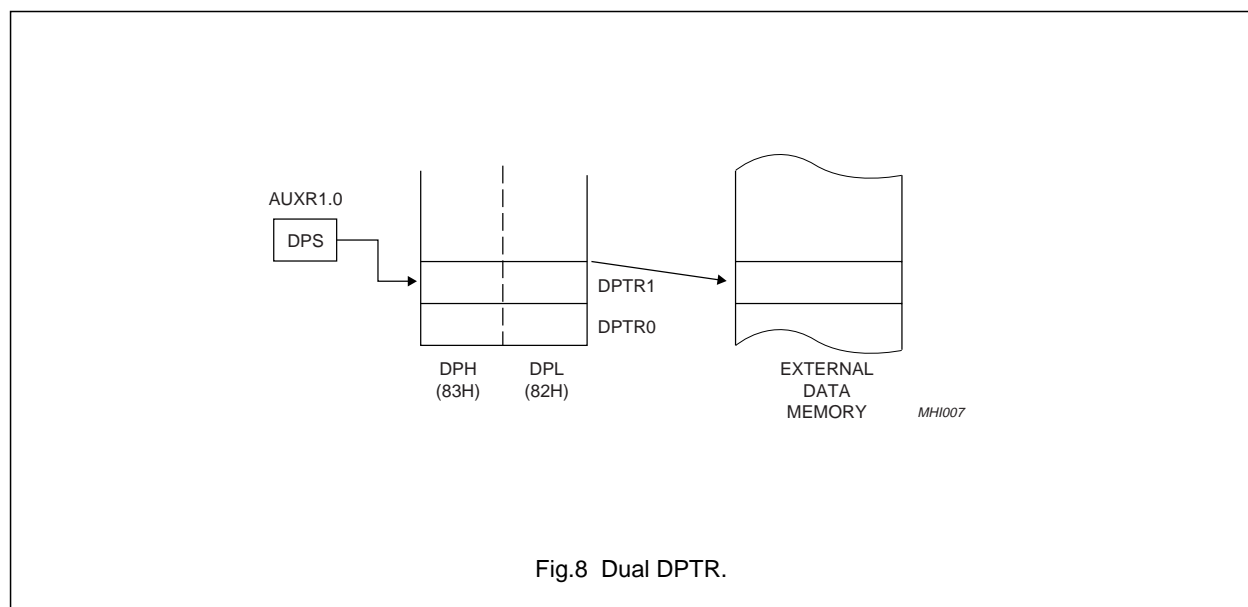 AUXR1.0
DPS
DPTR1
DPTR0
DPH
(83H)
DPL
(82H)
EXTERNAL
DATA
MEMORY
MHI007
Fig.8 Dual DPTR.